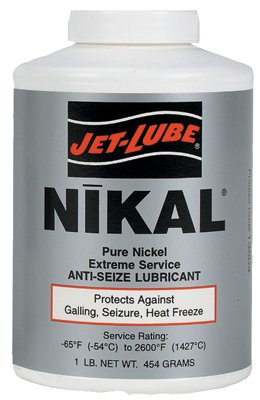 JET-LUBE®
NĪKAL®
Pure Nickel
Extreme Service
ANTI-SEIZE LUBRICANT
Protects Against
Galling, Seizure, Heat Freeze
Service Rating:
-65°F (-54°C) to 2600°F (1427°C)
1 LB. NET WT. 454 GRAMS